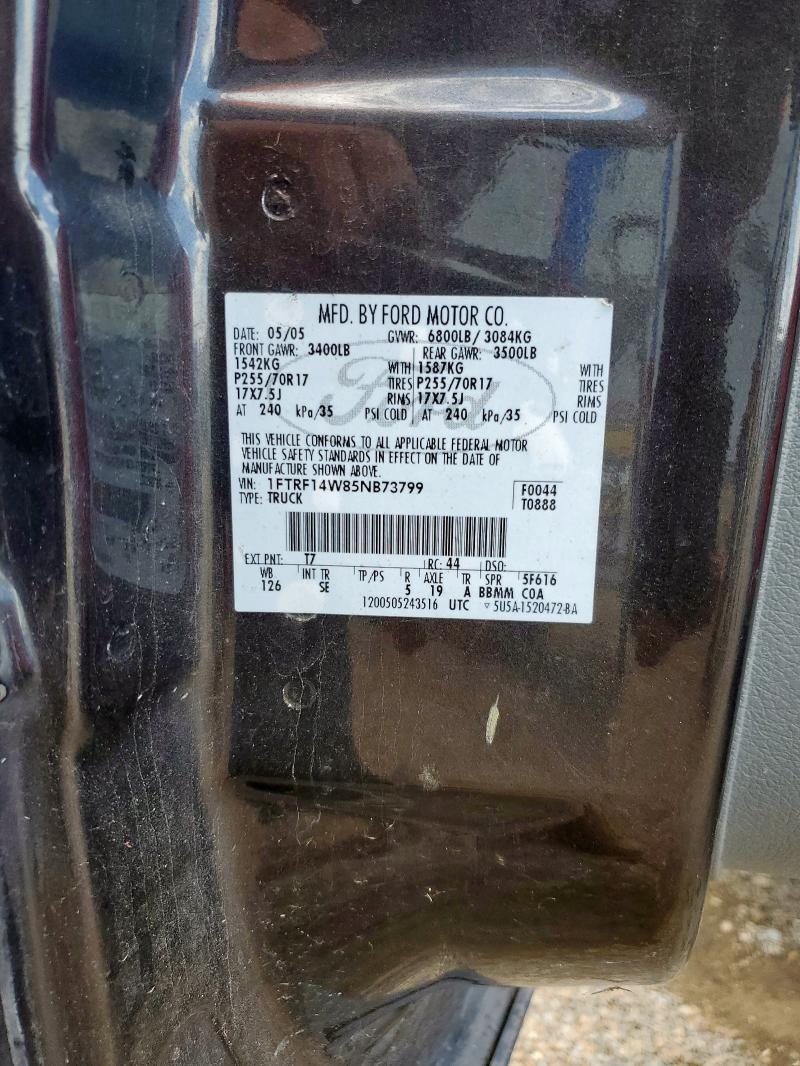 MFD. BY FORD MOTOR CO.
DATE: 05/05 GVWR: 6800LB / 3084KG
FRONT GAWR: 3400LB REAR GAWR: 3500LB
1542KG WITH 1587KG WITH
P255/70R17 TIRES P255/70R17 TIRES
17X7.5J RIMS 17X7.5J RIMS
AT 240 kPa/35 PSI COLD AT 240 kPa/35 PSI COLD
Ford
THIS VEHICLE CONFORMS TO ALL APPLICABLE FEDERAL MOTOR
VEHICLE SAFETY STANDARDS IN EFFECT ON THE DATE OF
MANUFACTURE SHOWN ABOVE.
VIN: 1FTRF14W85NB73799 F0044
TYPE: TRUCK T0888
EXT PNT: T7 RC: 44 DSO:
WB INT TR TP/PS R AXLE TR SPR 5F616
126 SE 5 19 A BBMM COA
1200505243516 UTC ▽5U5A-1520472-BA